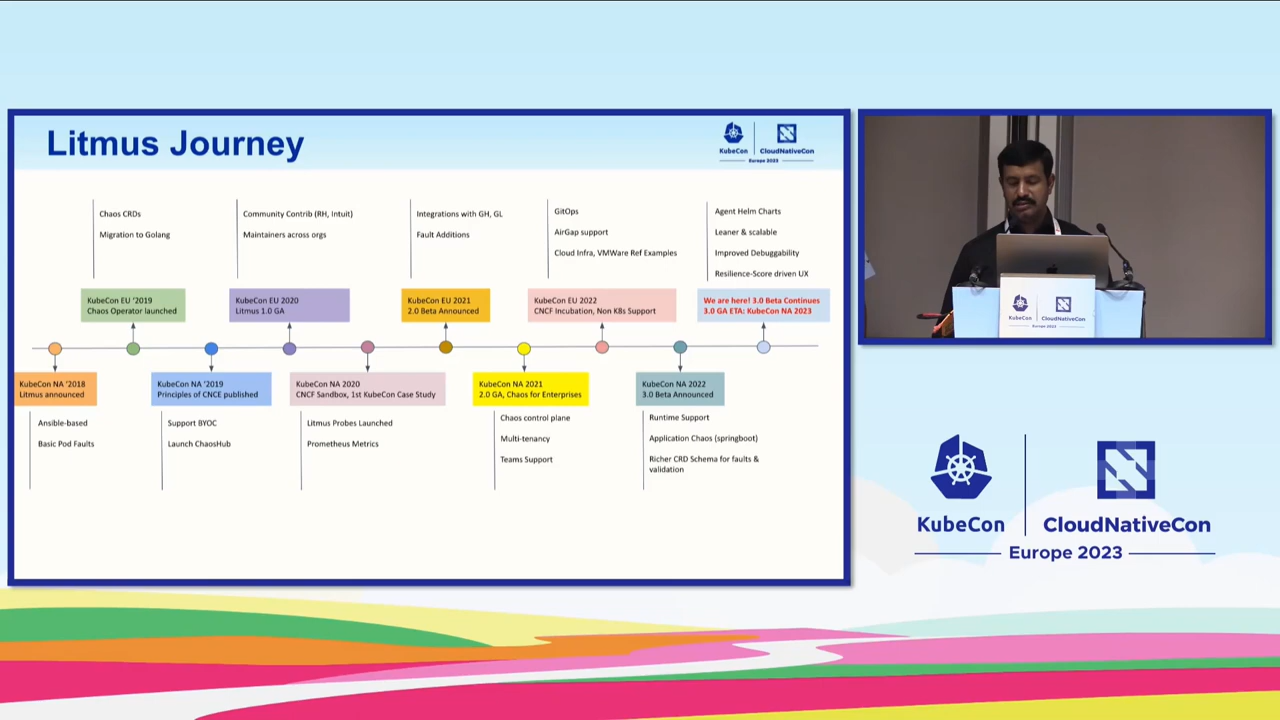 Litmus Journey
KubeCon
CloudNativeCon
Europe 2023
Chaos CRDs
Migration to Golang
Community Contrib (RH, Intuit)
Maintainers across orgs
Integrations with GH, GL
Fault Additions
GitOps
AirGap support
Cloud Infra, VMWare Ref Examples
Agent Helm Charts
Leaner & scalable
Improved Debuggability
Resilience-Score driven UX
KubeCon EU '2019
Chaos Operator launched
KubeCon EU 2020
Litmus 1.0 GA
KubeCon EU 2021
2.0 Beta Announced
KubeCon EU 2022
CNCF Incubation, Non K8s Support
We are here! 3.0 Beta Continues
3.0 GA ETA: KubeCon NA 2023
KubeCon NA '2018
Litmus announced
KubeCon NA '2019
Principles of CNCE published
KubeCon NA 2020
CNCF Sandbox, 1st KubeCon Case Study
KubeCon NA 2021
2.0 GA, Chaos for Enterprises
KubeCon NA 2022
3.0 Beta Announced
Ansible-based
Basic Pod Faults
Support BYOC
Launch ChaosHub
Litmus Probes Launched
Prometheus Metrics
Chaos control plane
Multi-tenancy
Teams Support
Runtime Support
Application Chaos (springboot)
Richer CRD Schema for faults &
validation
KubeCon
CloudNativeCon
KubeCon
CloudNativeCon
Europe 2023